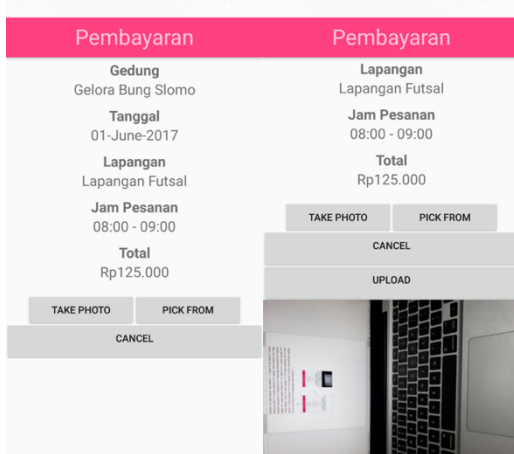 Pembayaran
Gedung
Gelora Bung Slomo
Tanggal
01-June-2017
Lapangan
Lapangan Futsal
Jam Pesanan
08:00 - 09:00
Total
Rp125.000
TAKE PHOTO
PICK FROM
CANCEL
Pembayaran
Lapangan
Lapangan Futsal
Jam Pesanan
08:00 - 09:00
Total
Rp125.000
TAKE PHOTO
PICK FROM
CANCEL
UPLOAD